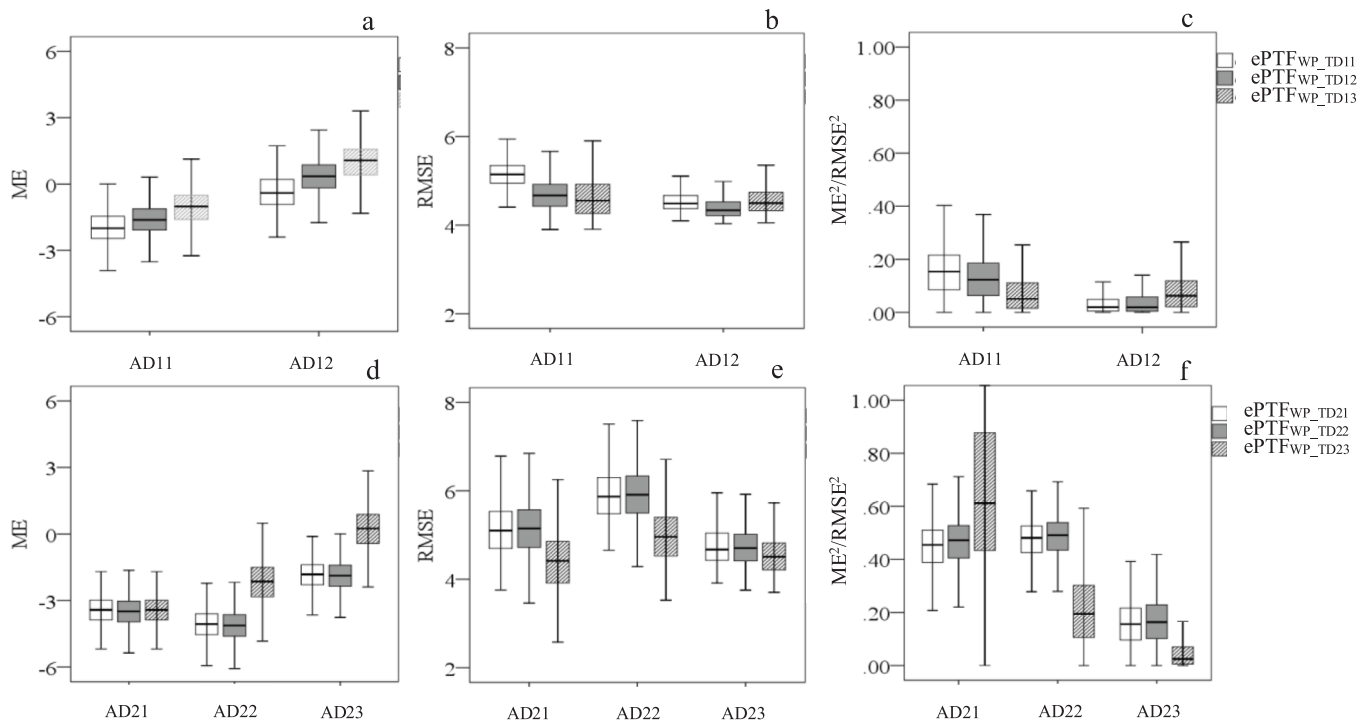 a
6
3
0
-3
-6
ME
AD11 AD12
b
8
6
4
2
RMSE
AD11 AD12
c
1.00
.80
.60
.40
.20
.00
ME²/RMSE²
AD11 AD12
ePTFWP_TD11
ePTFWP_TD12
ePTFWP_TD13
d
6
3
0
-3
-6
ME
AD21 AD22 AD23
e
8
6
4
2
RMSE
AD21 AD22 AD23
f
1.00
.80
.60
.40
.20
.00
ME²/RMSE²
AD21 AD22 AD23
ePTFWP_TD21
ePTFWP_TD22
ePTFWP_TD23